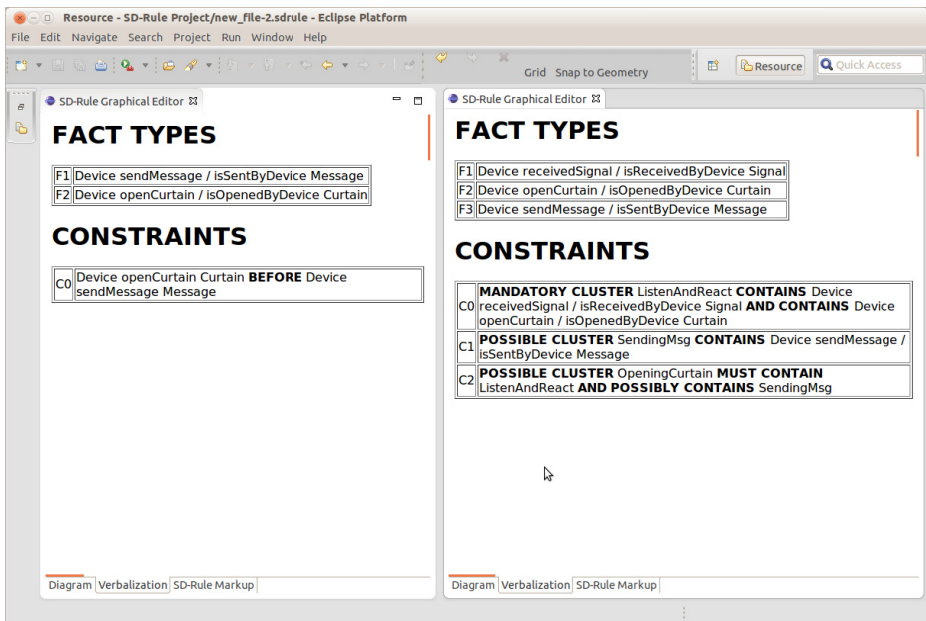 Resource - SD-Rule Project/new_file-2.sdrule - Eclipse Platform
File Edit Navigate Search Project Run Window Help
Grid Snap to Geometry
Resource
Quick Access
SD-Rule Graphical Editor
FACT TYPES
F1 Device sendMessage / isSentByDevice Message
F2 Device openCurtain / isOpenedByDevice Curtain
CONSTRAINTS
C0 Device openCurtain Curtain BEFORE Device
sendMessage Message
Diagram Verbalization SD-Rule Markup
SD-Rule Graphical Editor
FACT TYPES
F1 Device receivedSignal / isReceivedByDevice Signal
F2 Device openCurtain / isOpenedByDevice Curtain
F3 Device sendMessage / isSentByDevice Message
CONSTRAINTS
C0 MANDATORY CLUSTER ListenAndReact CONTAINS Device
receivedSignal / isReceivedByDevice Signal AND CONTAINS Device
openCurtain / isOpenedByDevice Curtain
C1 POSSIBLE CLUSTER SendingMsg CONTAINS Device sendMessage /
isSentByDevice Message
C2 POSSIBLE CLUSTER OpeningCurtain MUST CONTAIN
ListenAndReact AND POSSIBLY CONTAINS SendingMsg
Diagram Verbalization SD-Rule Markup